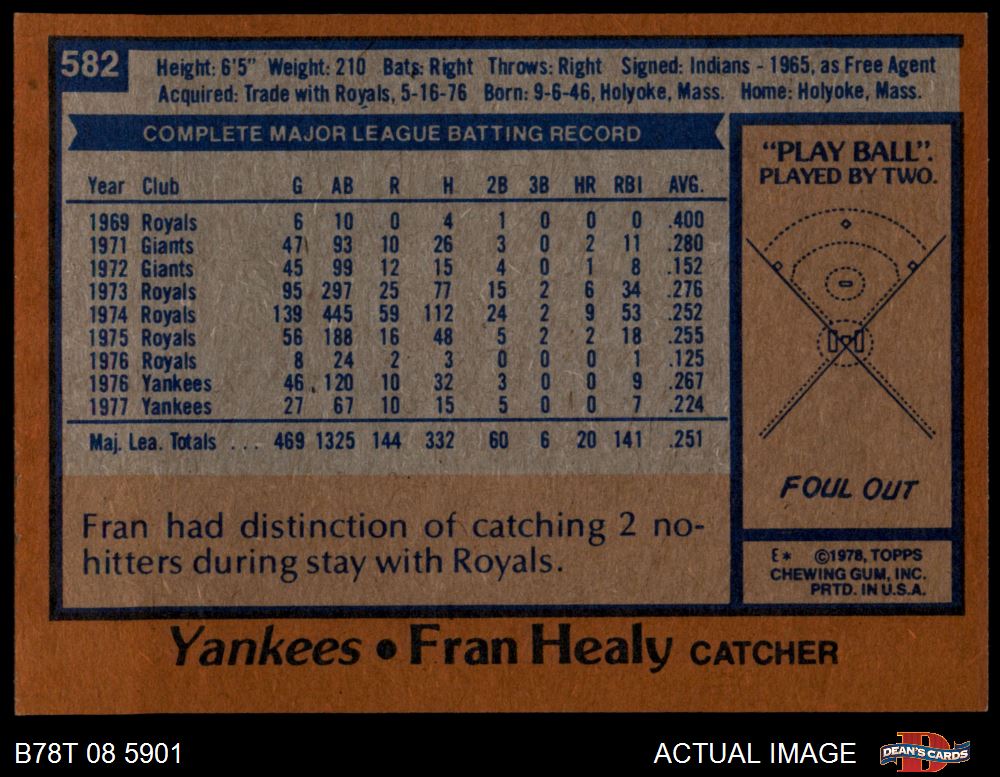 582
Height: 6'5" Weight: 210 Bats: Right Throws: Right Signed: Indians - 1965, as Free Agent
Acquired: Trade with Royals, 5-16-76 Born: 9-6-46, Holyoke, Mass. Home: Holyoke, Mass.
COMPLETE MAJOR LEAGUE BATTING RECORD
Year Club G AB R H 2B 3B HR RBI AVG.
1969 Royals 6 10 0 4 1 0 0 0 .400
1971 Giants 47 93 10 26 3 0 2 11 .280
1972 Giants 45 99 12 15 4 0 1 8 .152
1973 Royals 95 297 25 77 15 2 6 34 .276
1974 Royals 139 445 59 112 24 2 9 53 .252
1975 Royals 56 188 16 48 5 2 2 18 .255
1976 Royals 8 24 2 3 0 0 0 1 .125
1976 Yankees 46 120 10 32 3 0 0 9 .267
1977 Yankees 27 67 10 15 5 0 0 7 .224
Maj. Lea. Totals ... 469 1325 144 332 60 6 20 141 .251
Fran had distinction of catching 2 no-
hitters during stay with Royals.
"PLAY BALL".
PLAYED BY TWO.
FOUL OUT
E* ©1978, TOPPS
CHEWING GUM, INC.
PRTD. IN U.S.A.
Yankees • Fran Healy CATCHER
B78T 08 5901
ACTUAL IMAGE
D
DEAN'S CARDS